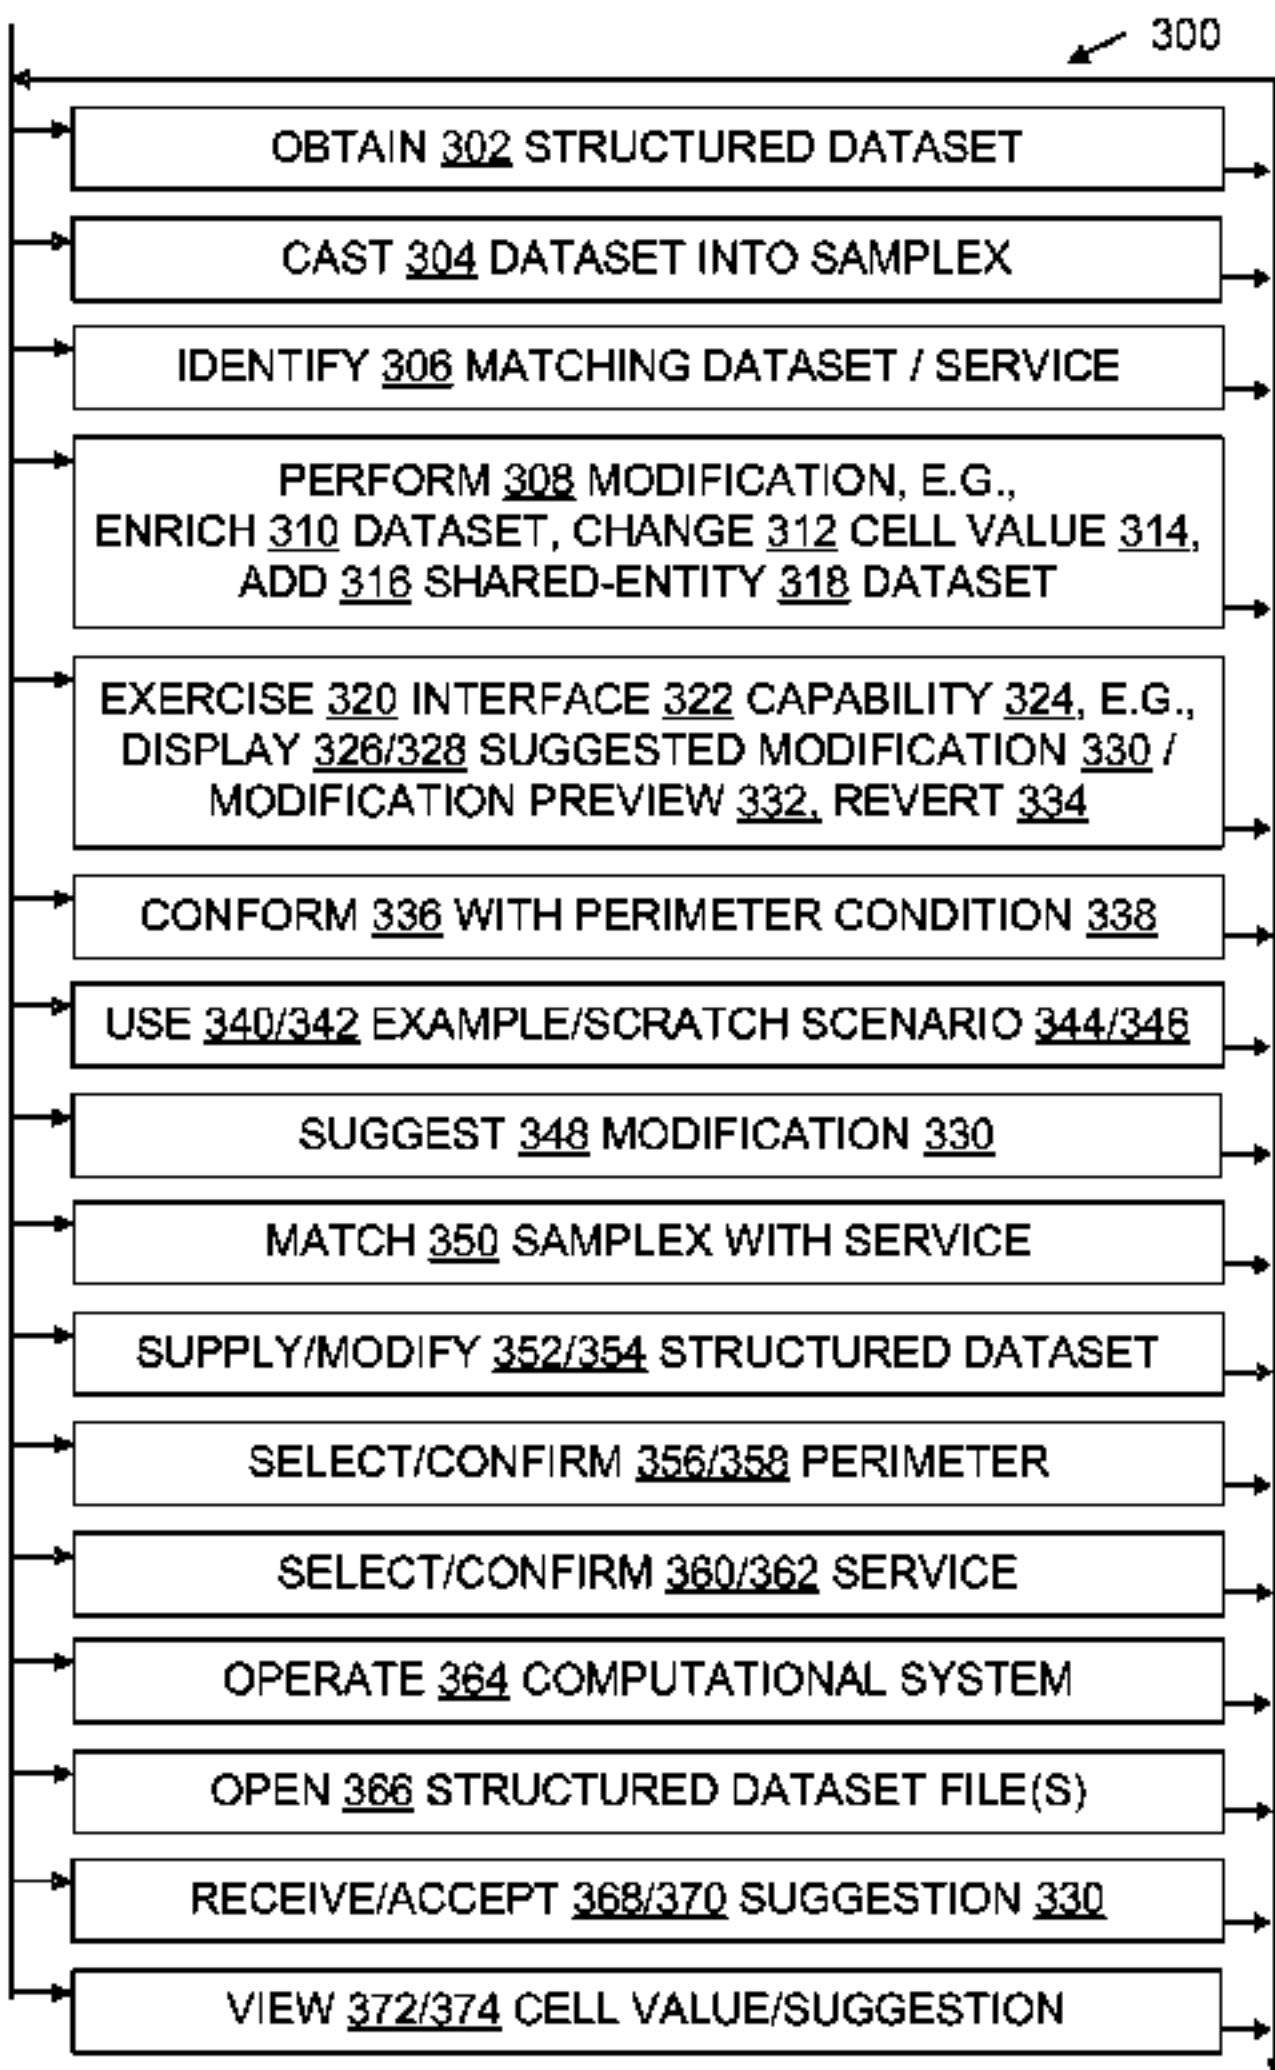 300
OBTAIN 302 STRUCTURED DATASET
CAST 304 DATASET INTO SAMPLEX
IDENTIFY 306 MATCHING DATASET / SERVICE
PERFORM 308 MODIFICATION, E.G.,
ENRICH 310 DATASET, CHANGE 312 CELL VALUE 314,
ADD 316 SHARED-ENTITY 318 DATASET
EXERCISE 320 INTERFACE 322 CAPABILITY 324, E.G.,
DISPLAY 326/328 SUGGESTED MODIFICATION 330 /
MODIFICATION PREVIEW 332, REVERT 334
CONFORM 336 WITH PERIMETER CONDITION 338
USE 340/342 EXAMPLE/SCRATCH SCENARIO 344/346
SUGGEST 348 MODIFICATION 330
MATCH 350 SAMPLEX WITH SERVICE
SUPPLY/MODIFY 352/354 STRUCTURED DATASET
SELECT/CONFIRM 356/358 PERIMETER
SELECT/CONFIRM 360/362 SERVICE
OPERATE 364 COMPUTATIONAL SYSTEM
OPEN 366 STRUCTURED DATASET FILE(S)
RECEIVE/ACCEPT 368/370 SUGGESTION 330
VIEW 372/374 CELL VALUE/SUGGESTION